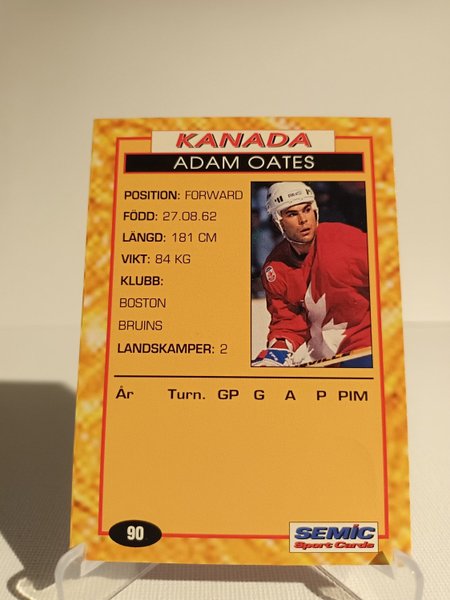 KANADA
ADAM OATES
POSITION: FORWARD
FÖDD: 27.08.62
LÄNGD: 181 CM
VIKT: 84 KG
KLUBB:
BOSTON
BRUINS
LANDSKAMPER: 2
År Turn. GP G A P PIM
90
SEMIC
Sport Cards